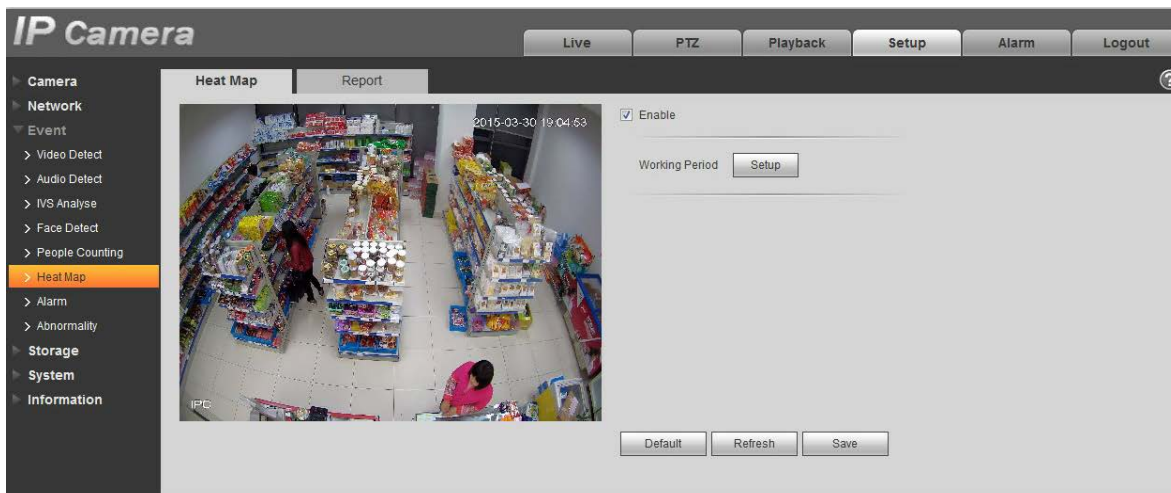 IP Camera
Live PTZ Playback Setup Alarm Logout
Camera
Network
Event
Video Detect
Audio Detect
IVS Analyse
Face Detect
People Counting
Heat Map
Alarm
Abnormality
Storage
System
Information
Heat Map Report
?
2015-03-30 19:04:53
IPC
Enable
Working Period Setup
Default Refresh Save